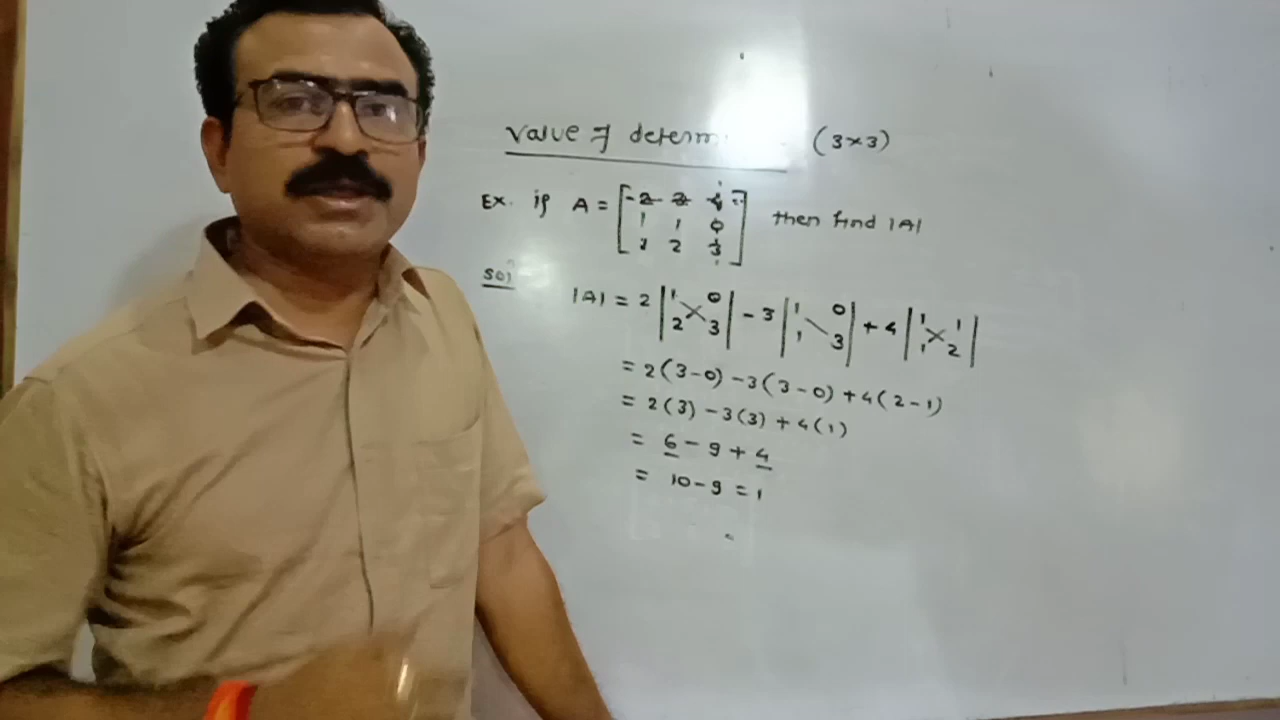 Value of determ (3×3)
Ex. if A = [2 3 4
1 1 0
1 2 3] then find |A|
Sol
|A| = 2 |1 0
2 3| - 3 |1 0
1 3| + 4 |1 1
1 2|
= 2(3-0) -3(3-0) +4(2-1)
= 2(3) -3(3) +4(1)
= 6 - 9 + 4
= 10 - 9 = 1